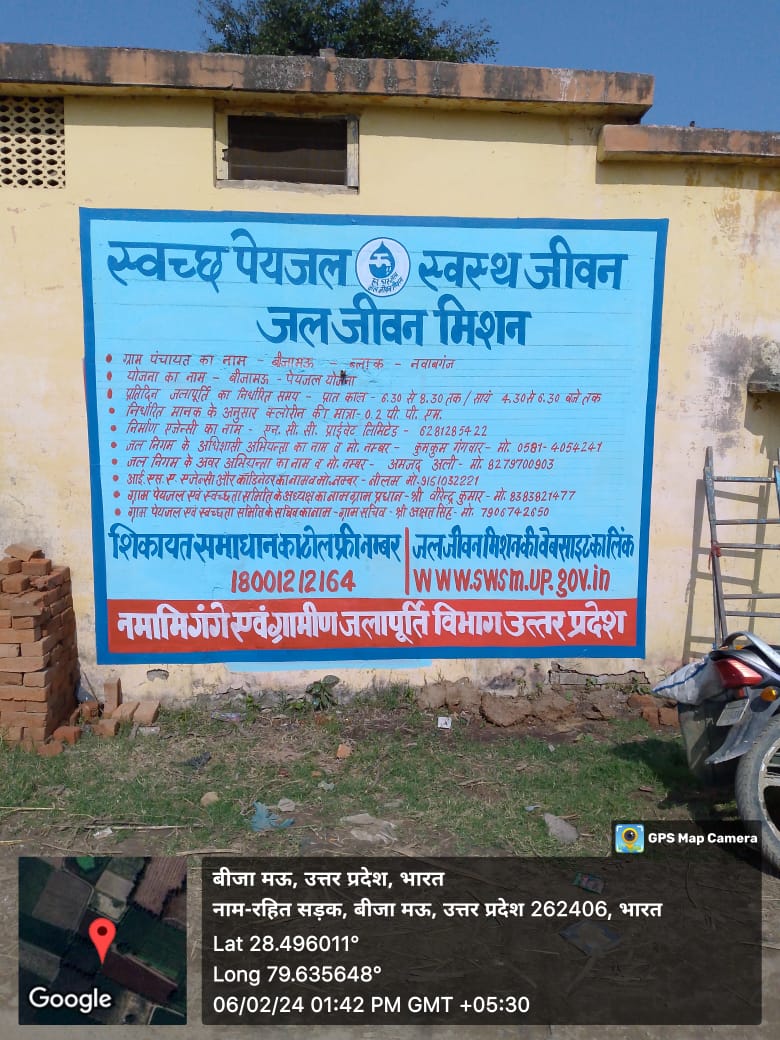 स्वच्छ पेयजल स्वस्थ जीवन
हर घर जल
जल जीवन मिशन
जल जीवन मिशन
• ग्राम पंचायत का नाम - बीजामऊ - ब्लाक - नवाबगंज
• योजना का नाम - बीजामऊ - पेयजल योजना
• प्रतिदिन जलापूर्ति का निर्धारित समय - प्रात काल - 6.30 से 8.30 तक / सायं 4.30 से 6.30 बजे तक
• निर्धारित मानक के अनुसार क्लोरीन की मात्रा - 0.2 पी. पी. एम.
• निर्माण एजेन्सी का नाम - एन. सी. सी. प्राईवेट लिमिटेड - 6281285422
• जल निगम के अधिशासी अभियन्ता का नाम व मो. नम्बर - कुमकुम गंगवार - मो. 0581-4054241
• जल निगम के अवर अभियन्ता का नाम व मो. नम्बर - अमजद अली - मो. 8279700903
• आई. एस. ए. एजेन्सी और कॉडिनेटर का नाम व मो. नम्बर - नीलम मो. 9161032221
• ग्राम पेयजल एवं स्वच्छता समिति के अध्यक्ष का नाम ग्राम प्रधान - श्री वीरेन्द्र कुमार - मो. 8383821477
• ग्राम पेयजल एवं स्वच्छता समिति के सचिव का नाम - ग्राम सचिव - श्री अक्षत सिंह - मो. 7906742650
शिकायत समाधान का टोल फ्री नम्बर
18001212164
जल जीवन मिशन की वेबसाइट का लिंक
www.swsm.up.gov.in
नमामि गंगे एवं ग्रामीण जलापूर्ति विभाग उत्तर प्रदेश
GPS Map Camera
बीजा मऊ, उत्तर प्रदेश, भारत
नाम-रहित सड़क, बीजा मऊ, उत्तर प्रदेश 262406, भारत
Lat 28.496011°
Long 79.635648°
06/02/24 01:42 PM GMT +05:30
Google